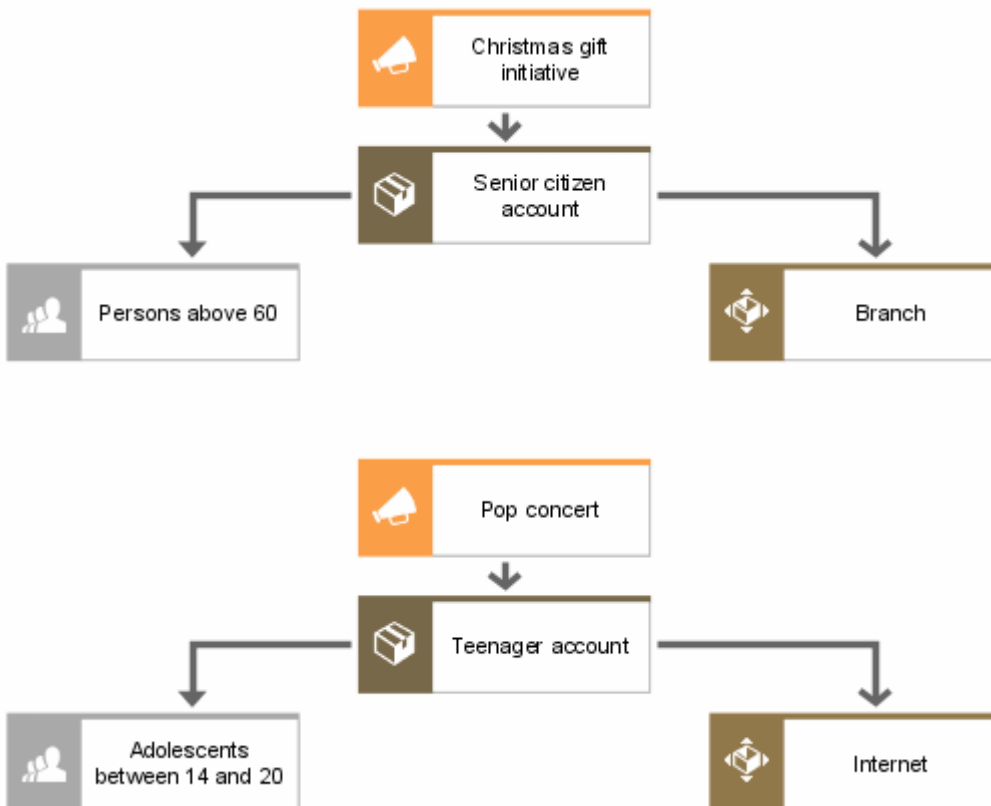 Christmas gift
initiative
Senior citizen
account
Persons above 60
Branch
Pop concert
Teenager account
Adolescents
between 14 and 20
Internet